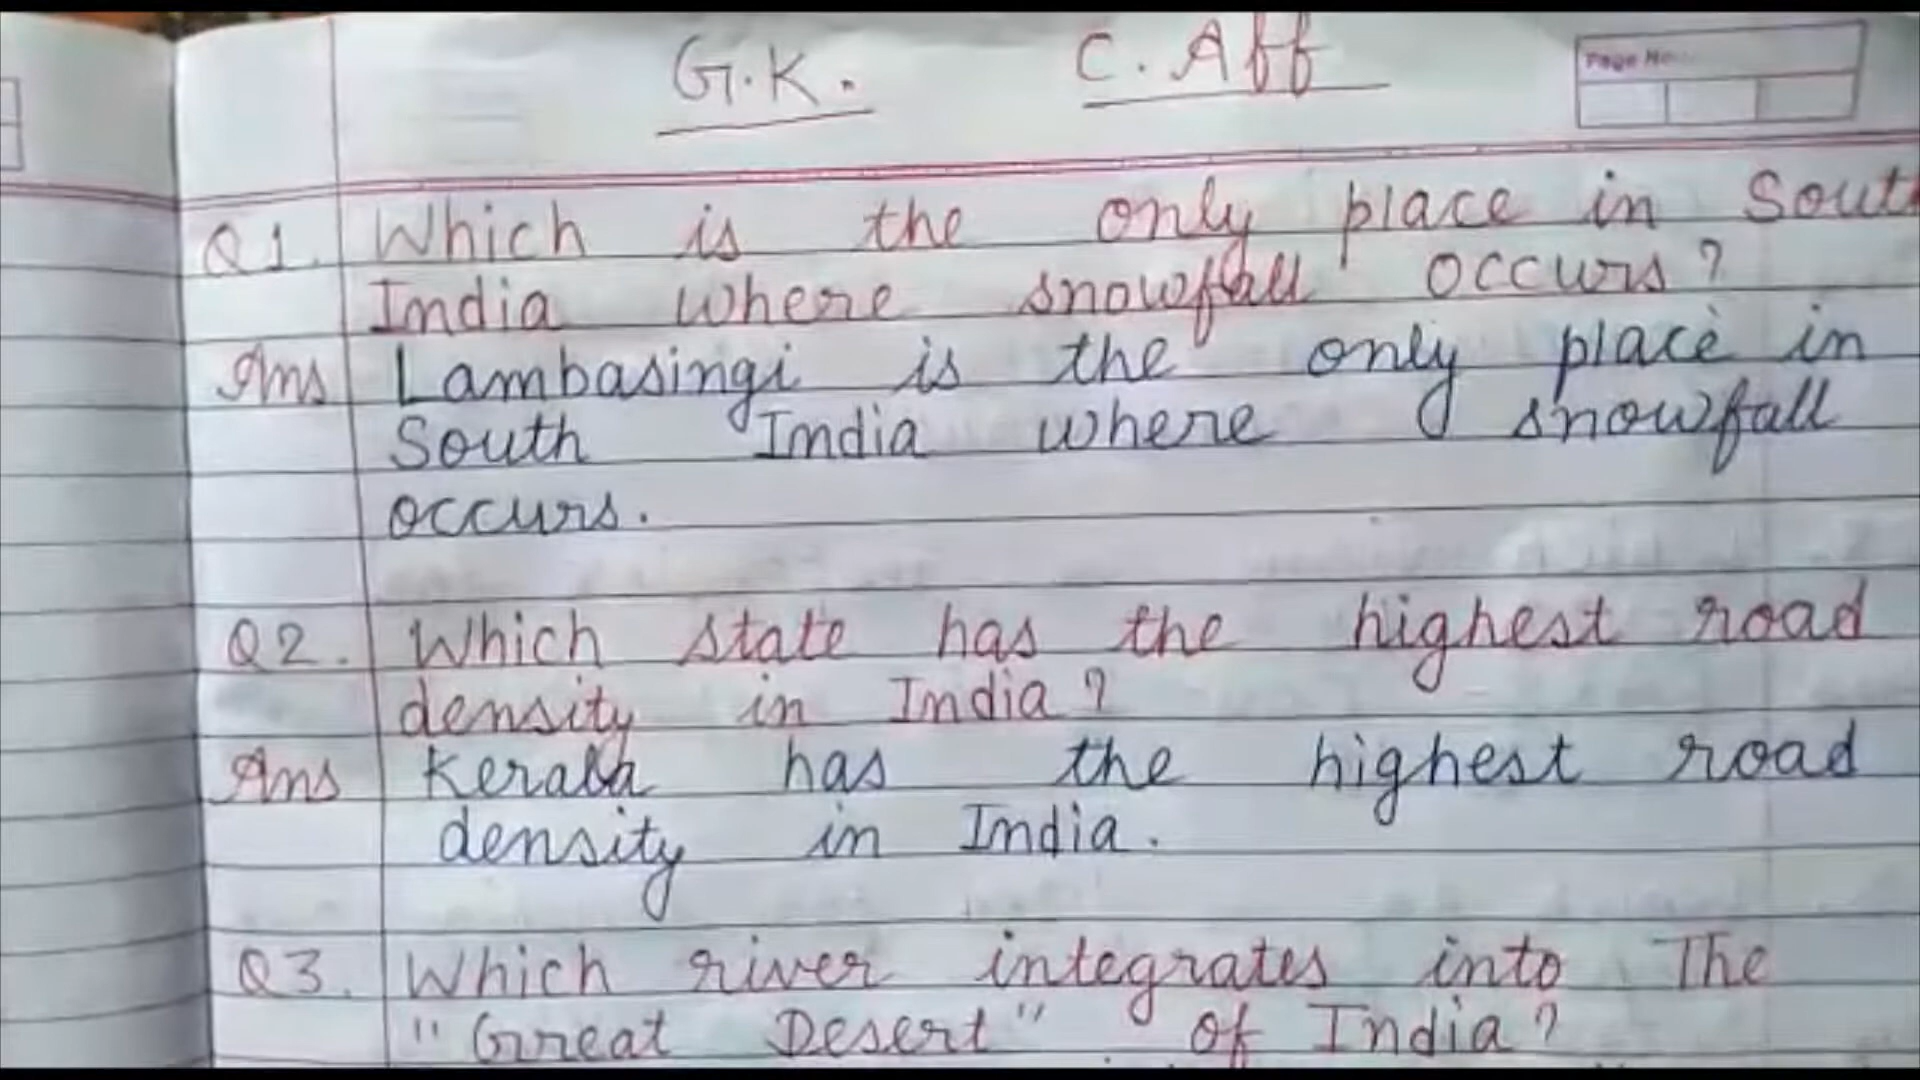 G.K. C. Aff
Page No.
Q1. Which is the only place in South
India where snowfall occurs?
Ans Lambasingi is the only place in
South India where snowfall
occurs.
Q2. Which state has the highest road
density in India?
Ans Kerala has the highest road
density in India.
Q3. Which river integrates into The
"Great Desert" of India?